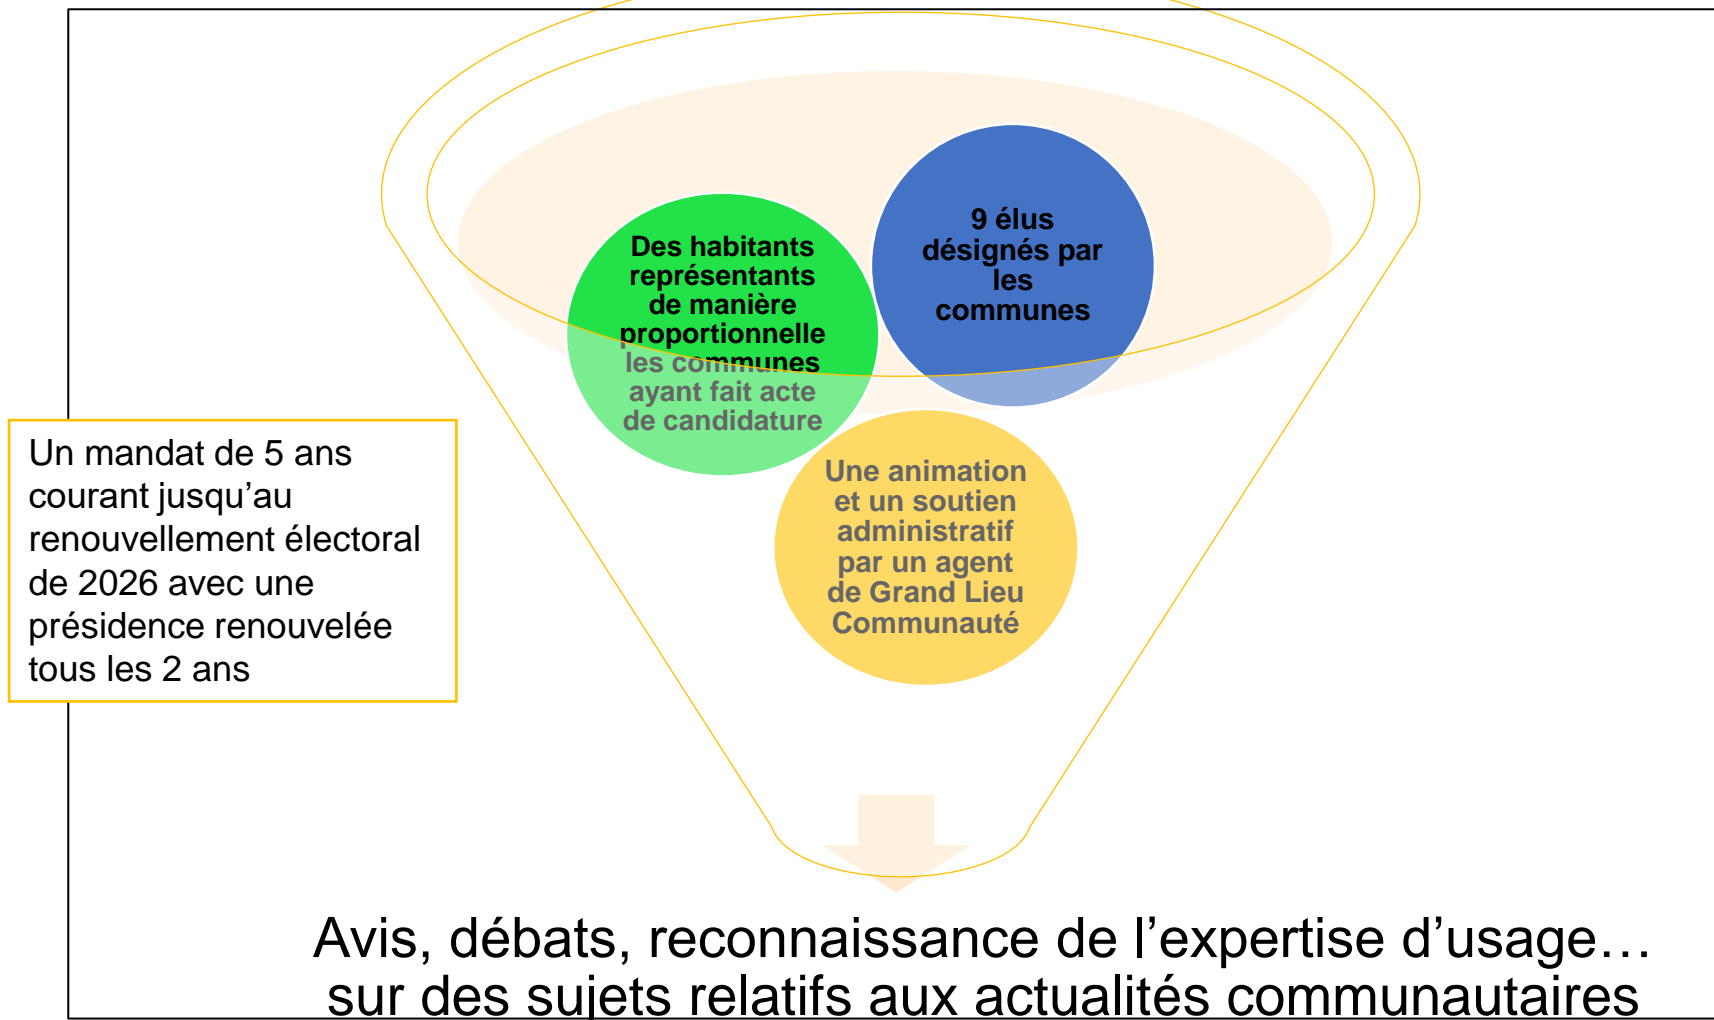 Des habitants
représentants
de manière
proportionnelle
les communes
ayant fait acte
de candidature
9 élus
désignés par
les
communes
Une animation
et un soutien
administratif
par un agent
de Grand Lieu
Communauté
Un mandat de 5 ans
courant jusqu’au
renouvellement électoral
de 2026 avec une
présidence renouvelée
tous les 2 ans
Avis, débats, reconnaissance de l’expertise d’usage…
sur des sujets relatifs aux actualités communautaires